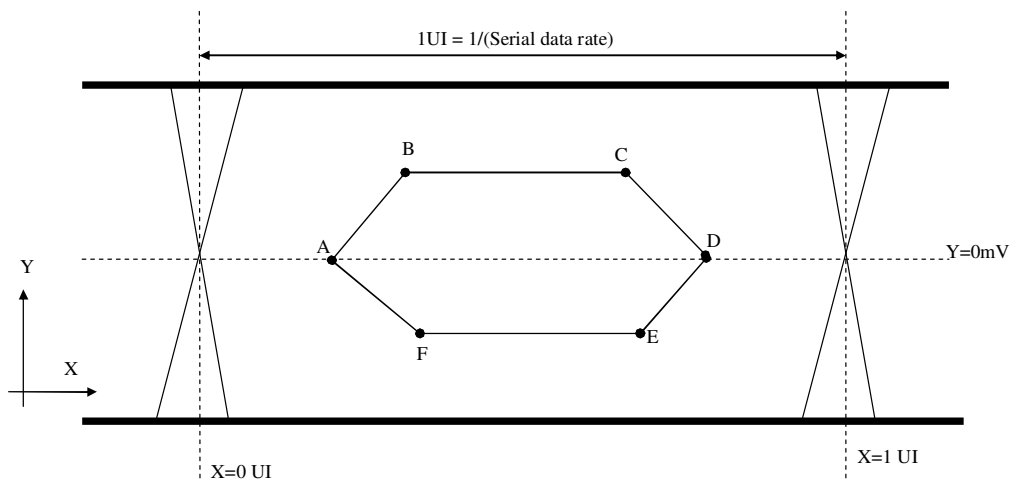 1UI = 1/(Serial data rate)
B
C
A
D
Y=0mV
Y
F
E
X
X=0 UI
X=1 UI